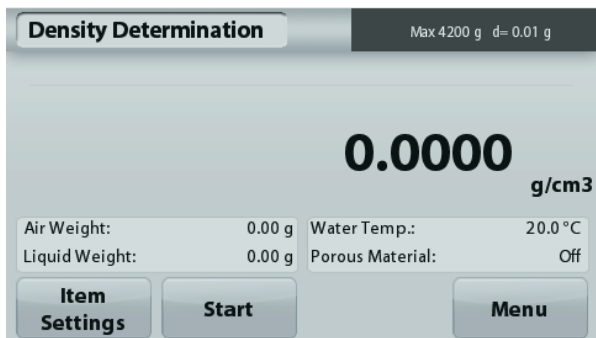 Density Determination
Max 4200 g d= 0.01 g
0.0000
g/cm3
Air Weight: 0.00 g Water Temp.: 20.0 °C
Liquid Weight: 0.00 g Porous Material: Off
Item
Settings
Start
Menu